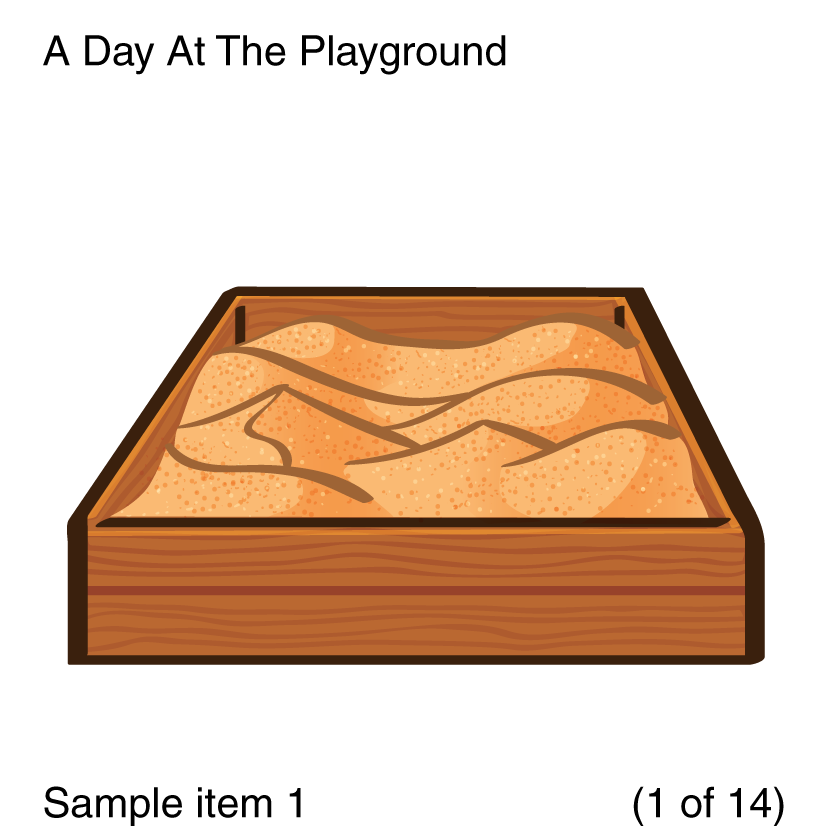 A Day At The Playground
Sample item 1
(1 of 14)